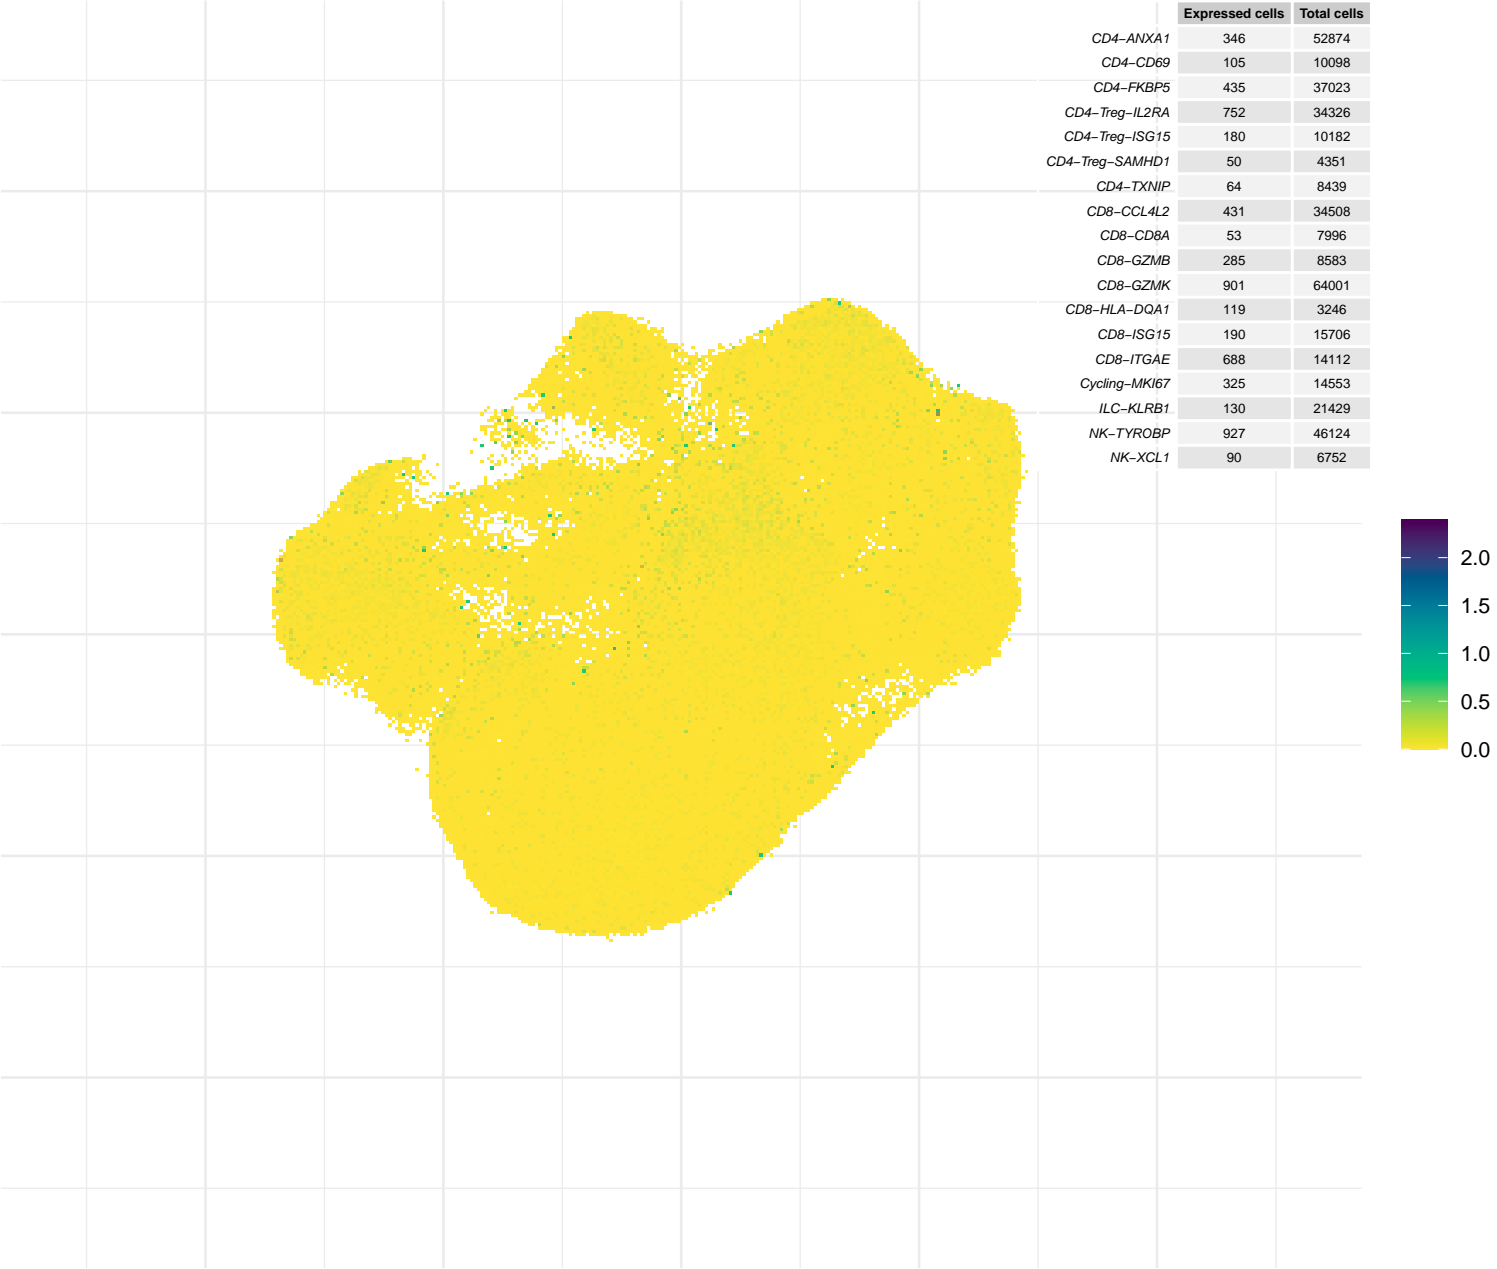 Expressed cells Total cells
CD4−ANXA1 346 52874
CD4−CD69 105 10098
CD4−FKBP5 435 37023
CD4−Treg−IL2RA 752 34326
CD4−Treg−ISG15 180 10182
CD4−Treg−SAMHD1 50 4351
CD4−TXNIP 64 8439
CD8−CCL4L2 431 34508
CD8−CD8A 53 7996
CD8−GZMB 285 8583
CD8−GZMK 901 64001
CD8−HLA−DQA1 119 3246
CD8−ISG15 190 15706
CD8−ITGAE 688 14112
Cycling−MKI67 325 14553
ILC−KLRB1 130 21429
NK−TYROBP 927 46124
NK−XCL1 90 6752
2.0
1.5
1.0
0.5
0.0